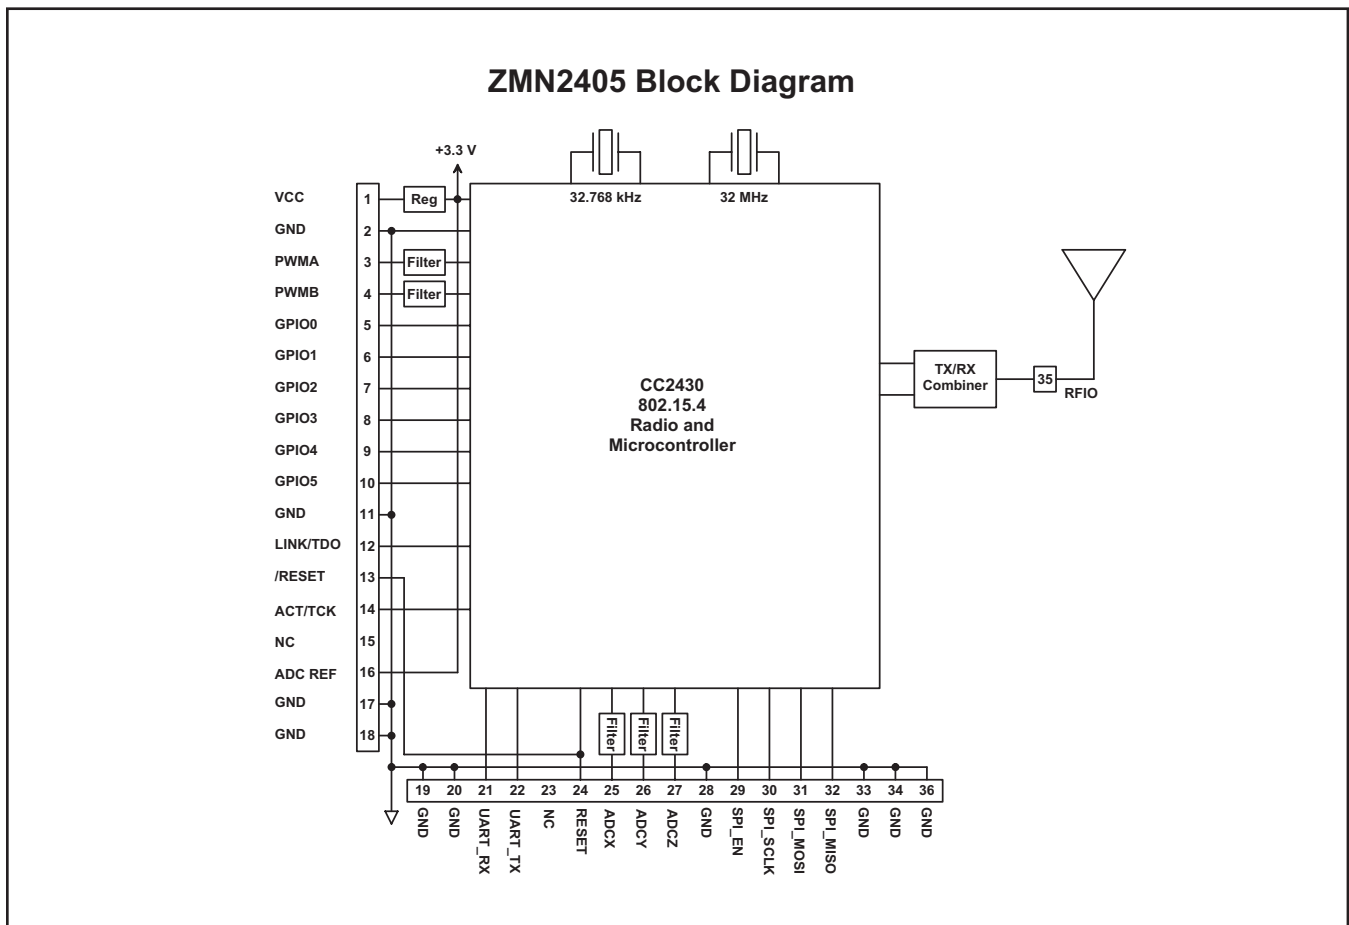 ZMN2405 Block Diagram
+3.3 V
32.768 kHz
32 MHz
VCC 1 Reg
GND 2
PWMA 3 Filter
PWMB 4 Filter
GPIO0 5
GPIO1 6
GPIO2 7
GPIO3 8
GPIO4 9
GPIO5 10
GND 11
LINK/TDO 12
/RESET 13
ACT/TCK 14
NC 15
ADC REF 16
GND 17
GND 18
CC2430
802.15.4
Radio and
Microcontroller
TX/RX
Combiner
35
RFIO
Filter
Filter
Filter
19 20 21 22 23 24 25 26 27 28 29 30 31 32 33 34 36
GND
GND
UART_RX
UART_TX
NC
RESET
ADCX
ADCY
ADCZ
GND
SPI_EN
SPI_SCLK
SPI_MOSI
SPI_MISO
GND
GND
GND